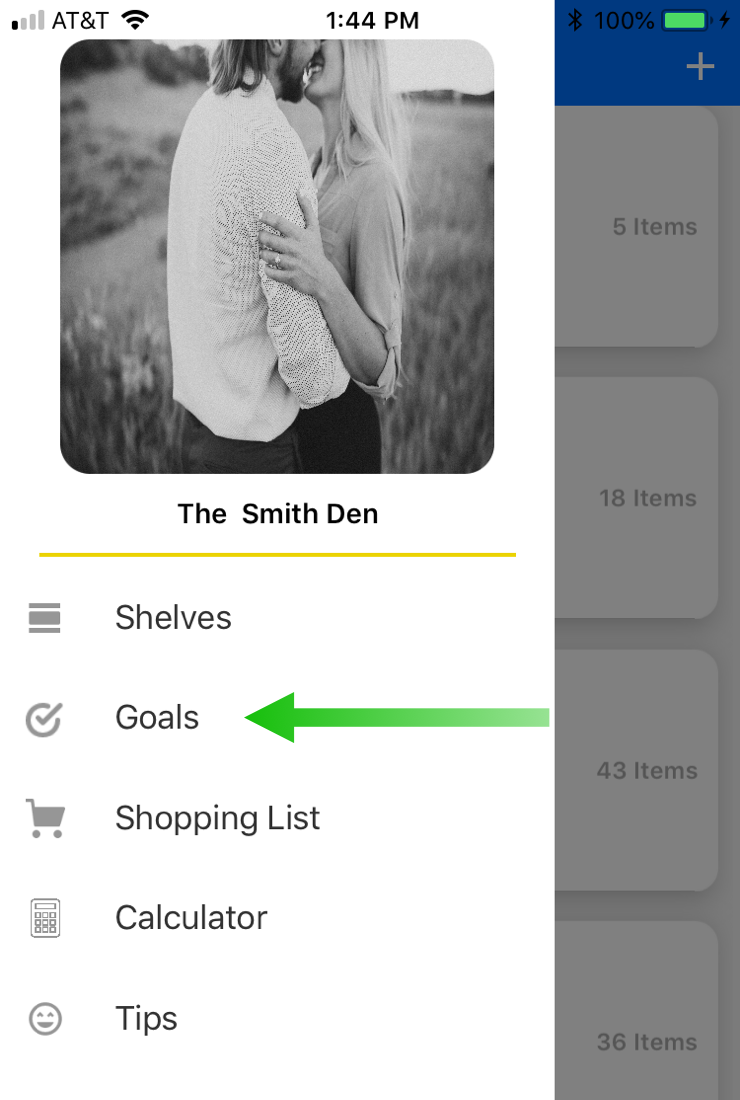 AT&T 1:44 PM 100%
5 Items
18 Items
The Smith Den
Shelves
Goals
43 Items
Shopping List
Calculator
Tips
36 Items